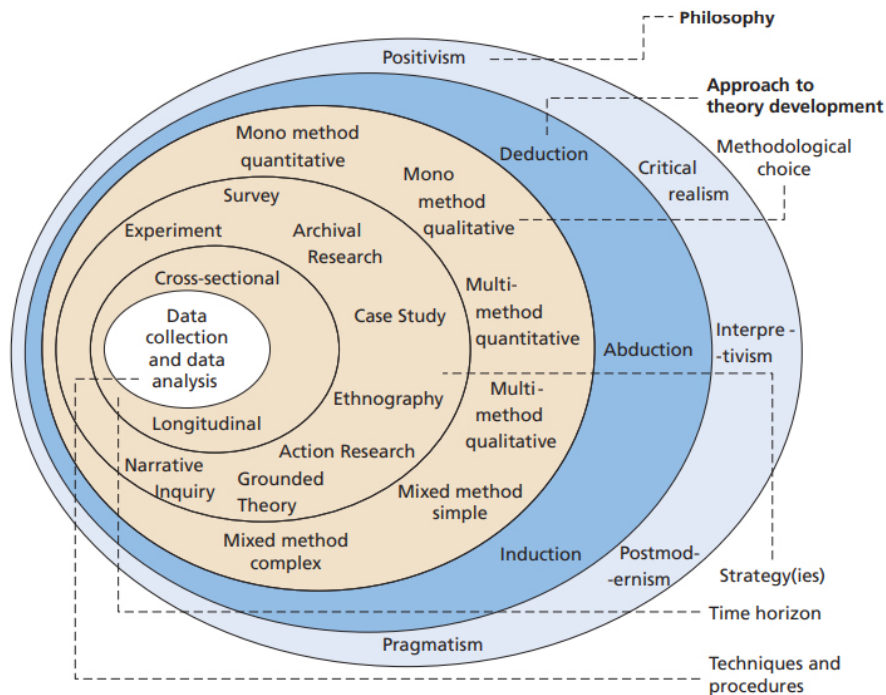 Philosophy
Positivism
Approach to
theory development
Mono method
quantitative
Deduction
Methodological
choice
Critical
realism
Mono
method
qualitative
Survey
Experiment
Archival
Research
Cross-sectional
Multi-
method
quantitative
Data
collection
and data
analysis
Case Study
Interpre -
-tivism
Abduction
Ethnography
Multi-
method
qualitative
Longitudinal
Action Research
Narrative
Inquiry
Grounded
Theory
Mixed method
simple
Mixed method
complex
Induction
Postmod-
-ernism
Strategy(ies)
Time horizon
Pragmatism
Techniques and
procedures